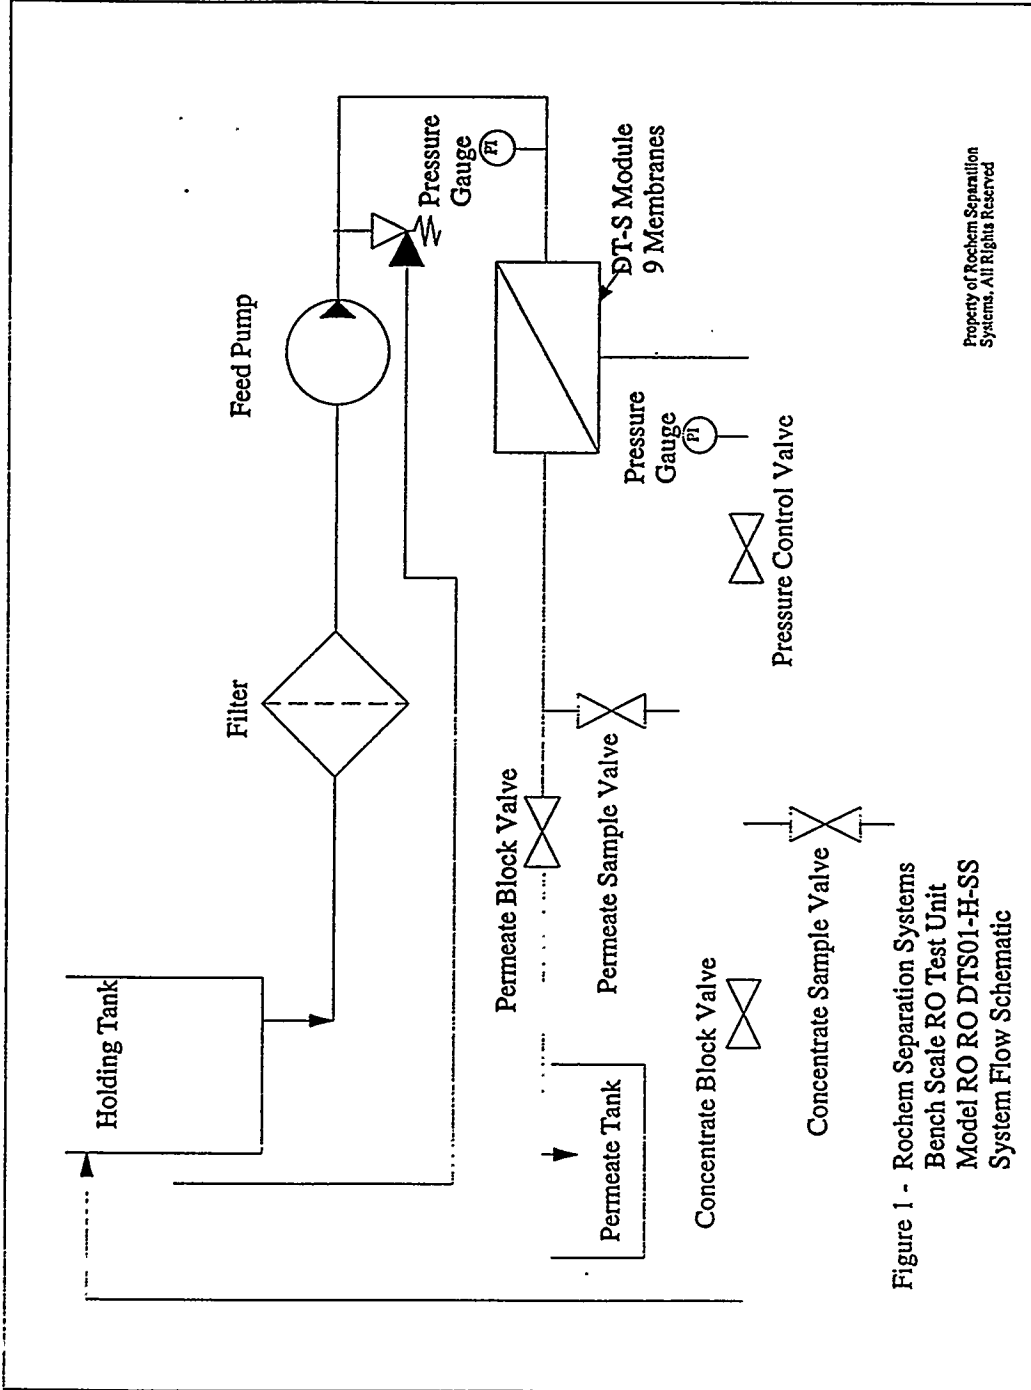 Holding Tank
Filter
Feed Pump
Pressure
Gauge
PI
DT-S Module
9 Membranes
Pressure
Gauge
PI
Permeate Block Valve
Permeate Sample Valve
Permeate Tank
Pressure Control Valve
Concentrate Block Valve
Concentrate Sample Valve
Figure 1 - Rochem Separation Systems
Bench Scale RO Test Unit
Model RO RO DTS01-H-SS
System Flow Schematic
Property of Rochem Separation
Systems, All Rights Reserved